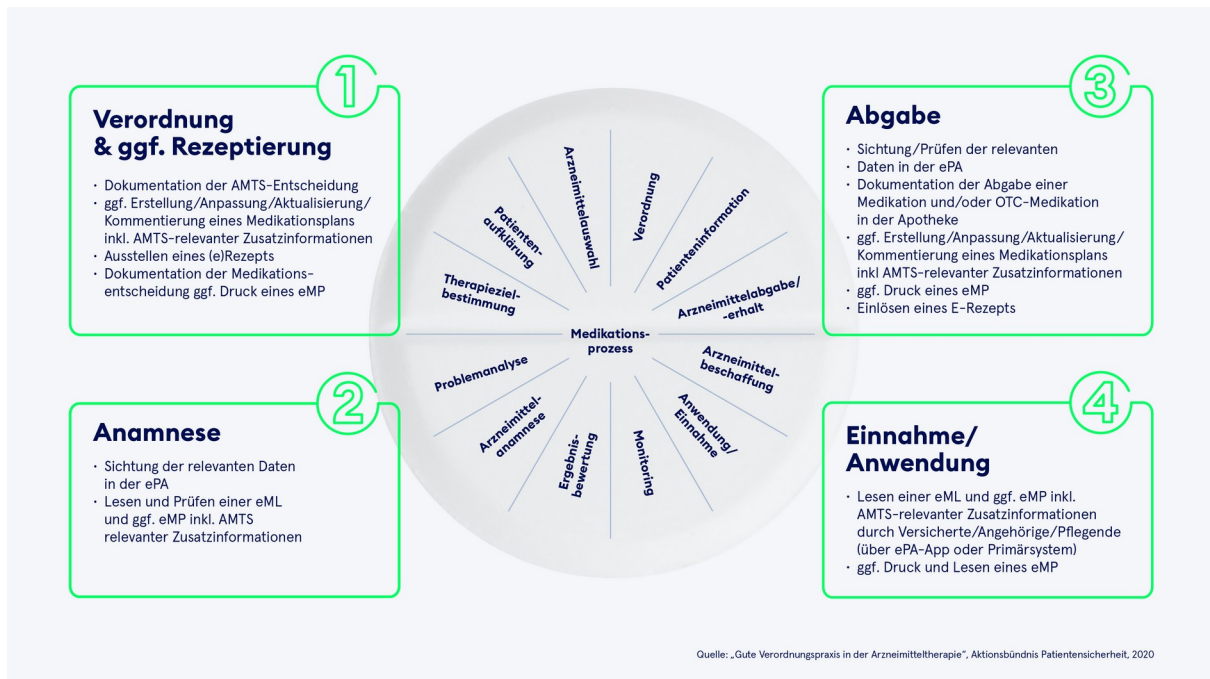 1
Verordnung
& ggf. Rezeptierung
· Dokumentation der AMTS-Entscheidung
· ggf. Erstellung/Anpassung/Aktualisierung/
Kommentierung eines Medikationsplans
inkl. AMTS-relevanter Zusatzinformationen
· Ausstellen eines (e)Rezepts
· Dokumentation der Medikations-
entscheidung ggf. Druck eines eMP
2
Anamnese
· Sichtung der relevanten Daten
in der ePA
· Lesen und Prüfen einer eML
und ggf. eMP inkl. AMTS
relevanter Zusatzinformationen
Medikations-
prozess
Verordnung
Patienteninformation
Arzneimittelabgabe/
-erhalt
Arzneimittel-
beschaffung
Anwendung/
Einnahme
Monitoring
Ergebnis-
bewertung
Arzneimittel-
anamnese
Problemanalyse
Therapieziel-
bestimmung
Patienten-
aufklärung
Arzneimittelauswahl
3
Abgabe
· Sichtung/Prüfen der relevanten
· Daten in der ePA
· Dokumentation der Abgabe einer
Medikation und/oder OTC-Medikation
in der Apotheke
· ggf. Erstellung/Anpassung/Aktualisierung/
Kommentierung eines Medikationsplans
inkl AMTS-relevanter Zusatzinformationen
· ggf. Druck eines eMP
· Einlösen eines E-Rezepts
4
Einnahme/
Anwendung
· Lesen einer eML und ggf. eMP inkl.
AMTS-relevanter Zusatzinformationen
durch Versicherte/Angehörige/Pflegende
(über ePA-App oder Primärsystem)
· ggf. Druck und Lesen eines eMP
Quelle: „Gute Verordnungspraxis in der Arzneimitteltherapie", Aktionsbündnis Patientensicherheit, 2020